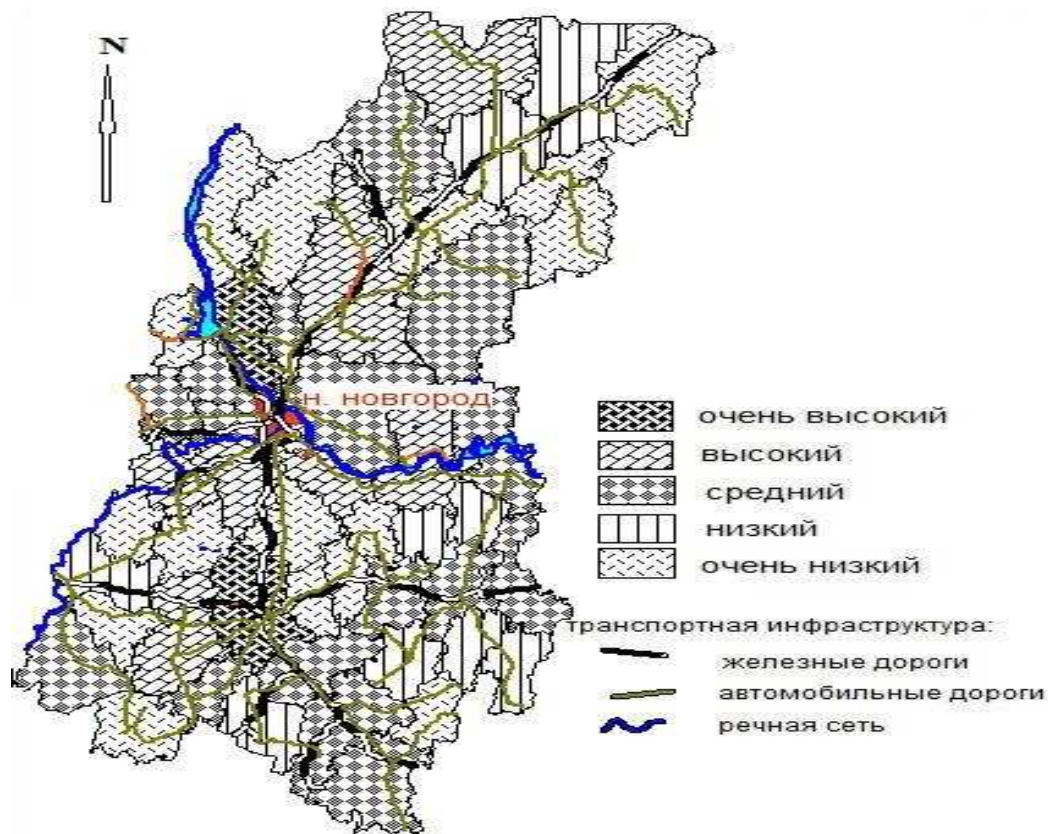 N
н. новгород
очень высокий
высокий
средний
низкий
очень низкий
транспортная инфраструктура:
железные дороги
автомобильные дороги
речная сеть